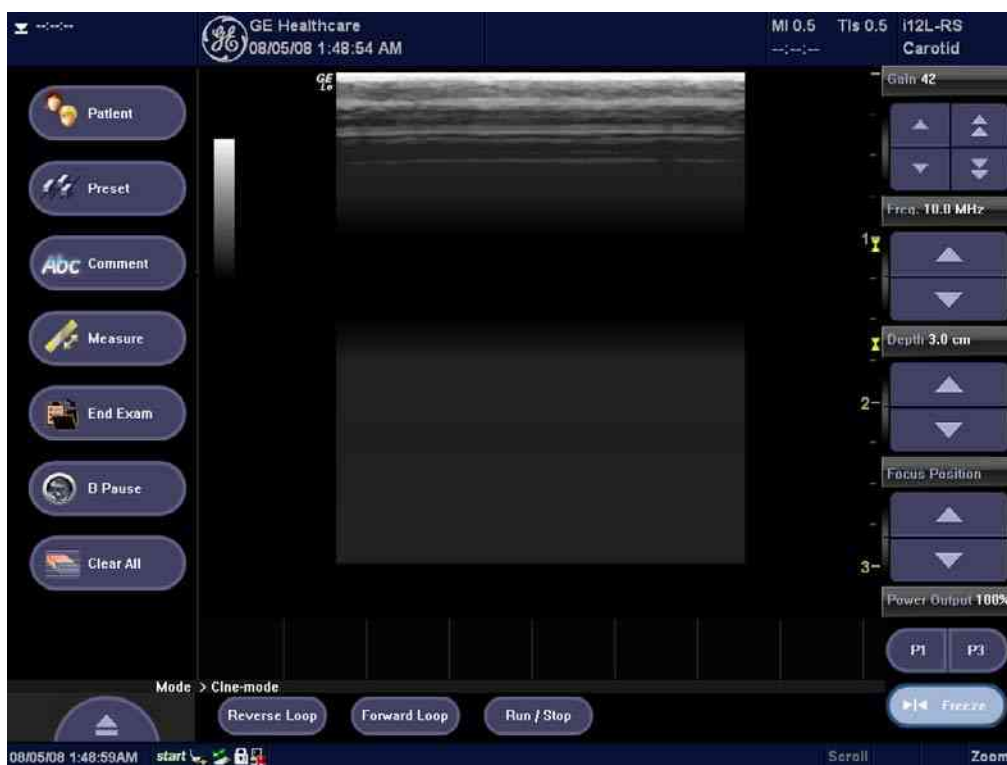 --:--:--
GE Healthcare
08/05/08 1:48:54 AM
MI 0.5 TIs 0.5 i12L-RS
--:--:-- Carotid
GE
Lo
Gain 42
Patient
Preset
Freq. 10.0 MHz
1
Comment
Measure
Depth 3.0 cm
2
End Exam
Focus Position
B Pause
Clear All
3
Power Output 100%
P1 P3
Mode > Cine-mode
Reverse Loop Forward Loop Run / Stop
Freeze
08/05/08 1:48:59AM start Scroll Zoom